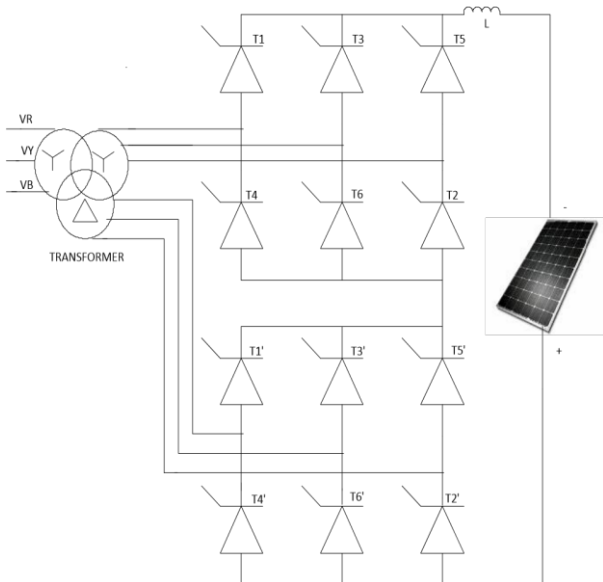 T1
T3
T5
L
VR
VY
VB
T4
T6
T2
-
TRANSFORMER
T1'
T3'
T5'
+
T4'
T6'
T2'